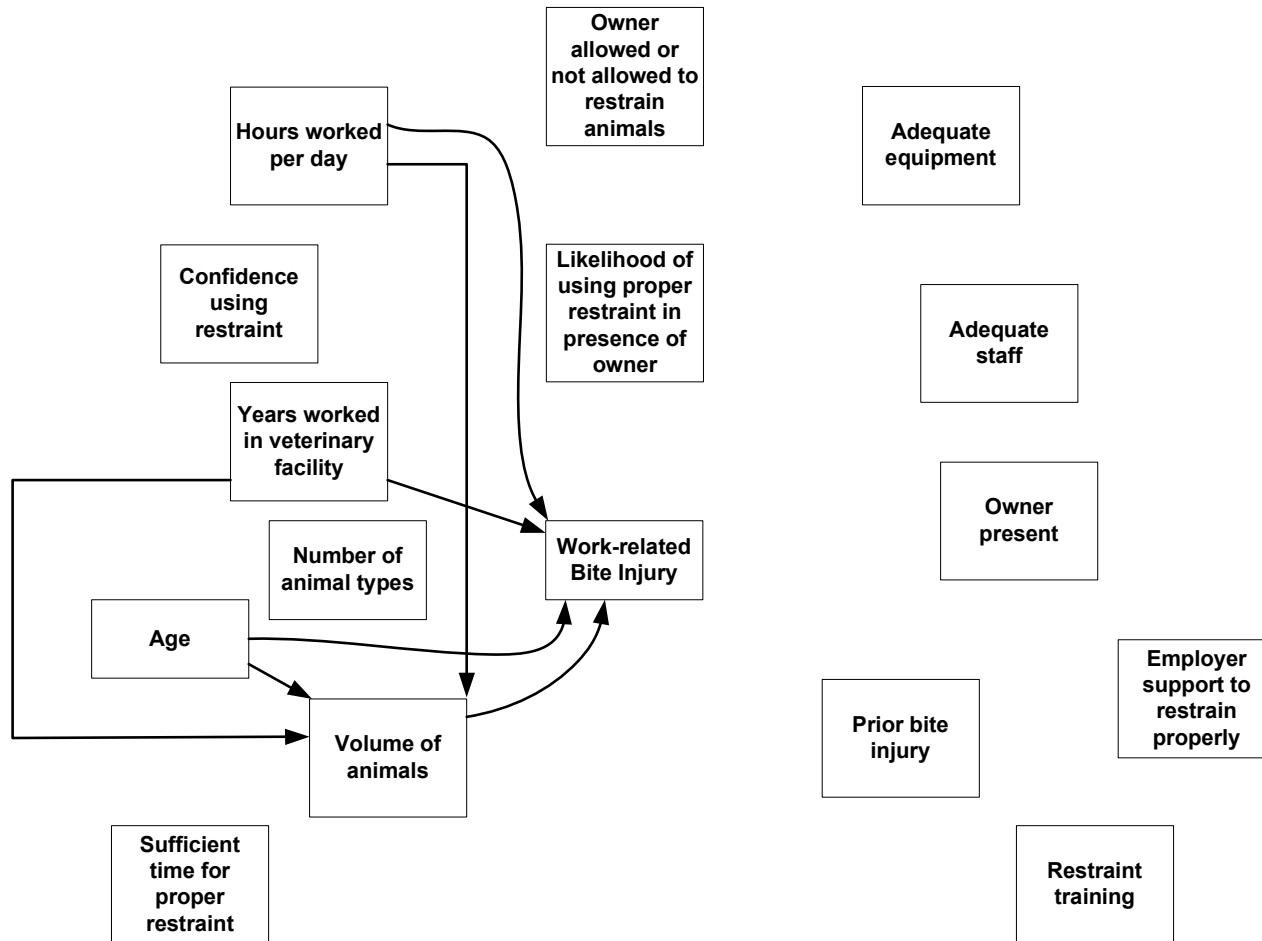 Owner
allowed or
not allowed to
restrain
animals
Hours worked
per day
Adequate
equipment
Confidence
using
restraint
Likelihood of
using proper
restraint in
presence of
owner
Adequate
staff
Years worked
in veterinary
facility
Owner
present
Number of
animal types
Work-related
Bite Injury
Age
Employer
support to
restrain
properly
Prior bite
injury
Volume of
animals
Sufficient
time for
proper
restraint
Restraint
training